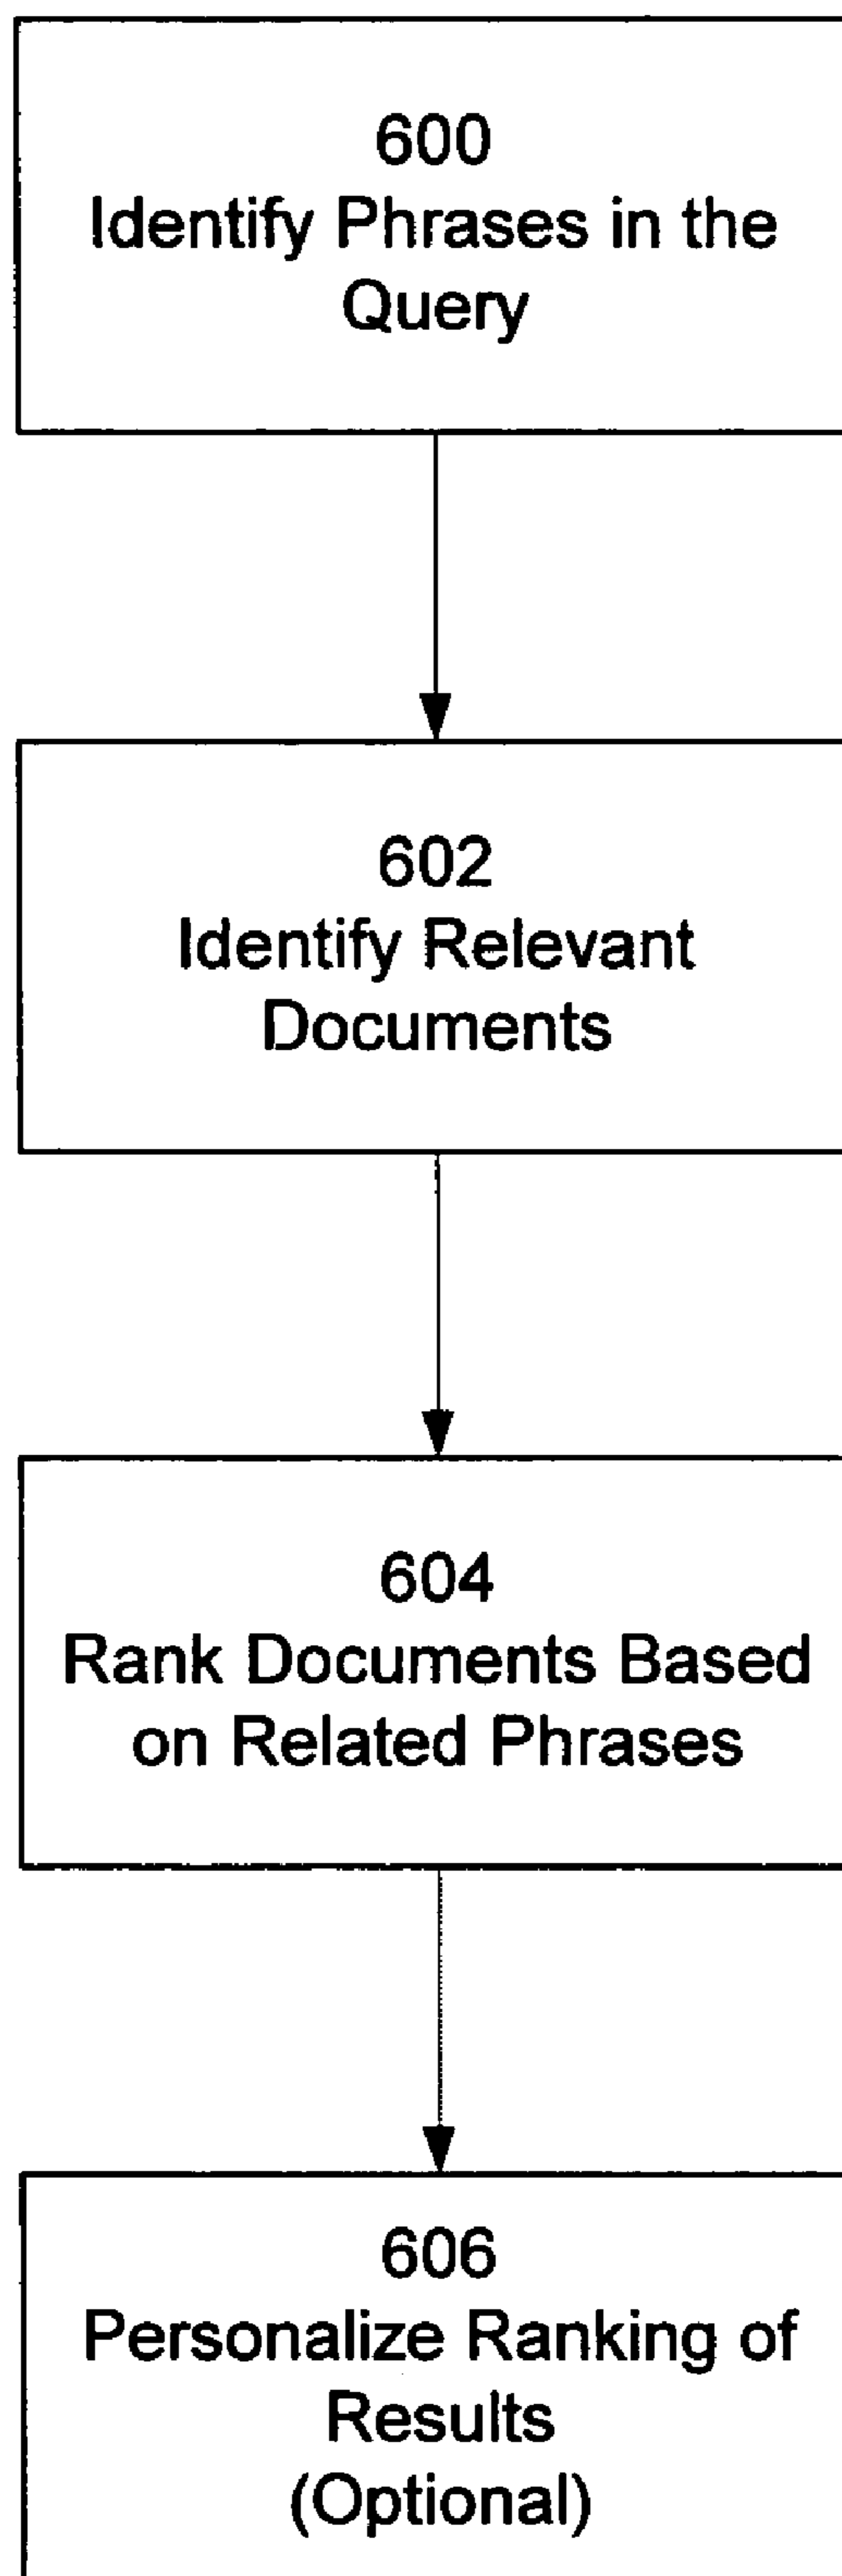 600
Identify Phrases in the
Query
602
Identify Relevant
Documents
604
Rank Documents Based
on Related Phrases
606
Personalize Ranking of
Results
(Optional)